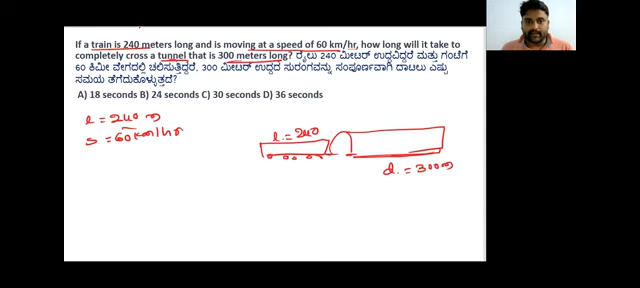 If a train is 240 meters long and is moving at a speed of 60 km/hr, how long will it take to
completely cross a tunnel that is 300 meters long? ರೈಲು 240 ಮೀಟರ್ ಉದ್ದವಿದ್ದರೆ ಮತ್ತು ಗಂಟೆಗೆ
60 ಕಿಮೀ ವೇಗದಲ್ಲಿ ಚಲಿಸುತ್ತಿದ್ದರೆ, 300 ಮೀಟರ್ ಉದ್ದದ ಸುರಂಗವನ್ನು ಸಂಪೂರ್ಣವಾಗಿ ದಾಟಲು ಎಷ್ಟು
ಸಮಯ ತೆಗೆದುಕೊಳ್ಳುತ್ತದೆ?
A) 18 seconds B) 24 seconds C) 30 seconds D) 36 seconds
l = 240 m
s = 60 km/hr
l. = 240
d. = 300m